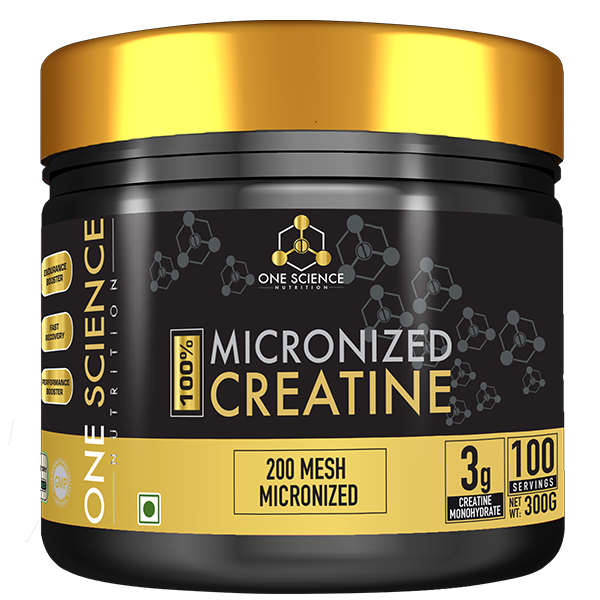 ONE SCIENCE
NUTRITION
100%
MICRONIZED
CREATINE
200 MESH
MICRONIZED
3g
CREATINE
MONOHYDRATE
100
SERVINGS
NET
WT:
300G
ENDURANCE
BOOSTER
FAST
RECOVERY
PERFORMANCE
BOOSTER
ONE SCIENCE
NUTRITION
GMP